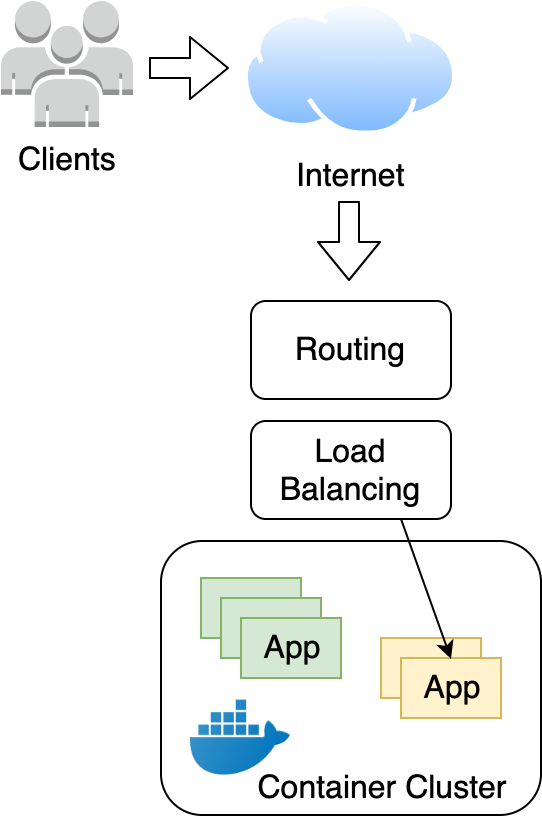 Clients
Internet
Routing
Load
Balancing
App
App
Container Cluster